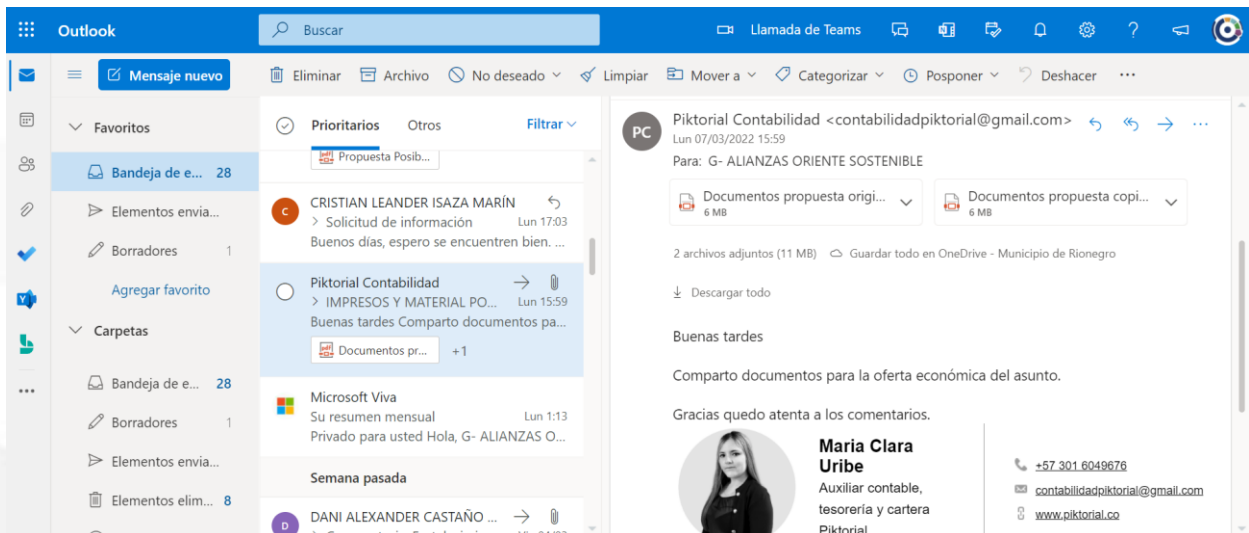 Outlook
Buscar
Llamada de Teams
Mensaje nuevo
Eliminar
Archivo
No deseado
Limpiar
Mover a
Categorizar
Posponer
Deshacer
Favoritos
Bandeja de e... 28
Elementos envia...
Borradores 1
Agregar favorito
Carpetas
Bandeja de e... 28
Borradores 1
Elementos envia...
Elementos elim... 8
Prioritarios
Otros
Filtrar
Propuesta Posib...
C
CRISTIAN LEANDER ISAZA MARÍN
> Solicitud de información Lun 17:03
Buenos días, espero se encuentren bien. ...
Piktorial Contabilidad
> IMPRESOS Y MATERIAL PO... Lun 15:59
Buenas tardes Comparto documentos pa...
Documentos pr... +1
Microsoft Viva
Su resumen mensual Lun 1:13
Privado para usted Hola, G- ALIANZAS O...
Semana pasada
D
DANI ALEXANDER CASTAÑO ...
PC
Piktorial Contabilidad <contabilidadpiktorial@gmail.com>
Lun 07/03/2022 15:59
Para: G- ALIANZAS ORIENTE SOSTENIBLE
Documentos propuesta origi...
6 MB
Documentos propuesta copi...
6 MB
2 archivos adjuntos (11 MB) Guardar todo en OneDrive - Municipio de Rionegro
Descargar todo
Buenas tardes
Comparto documentos para la oferta económica del asunto.
Gracias quedo atenta a los comentarios.
Maria Clara
Uribe
Auxiliar contable,
tesorería y cartera
Piktorial
+57 301 6049676
contabilidadpiktorial@gmail.com
www.piktorial.co